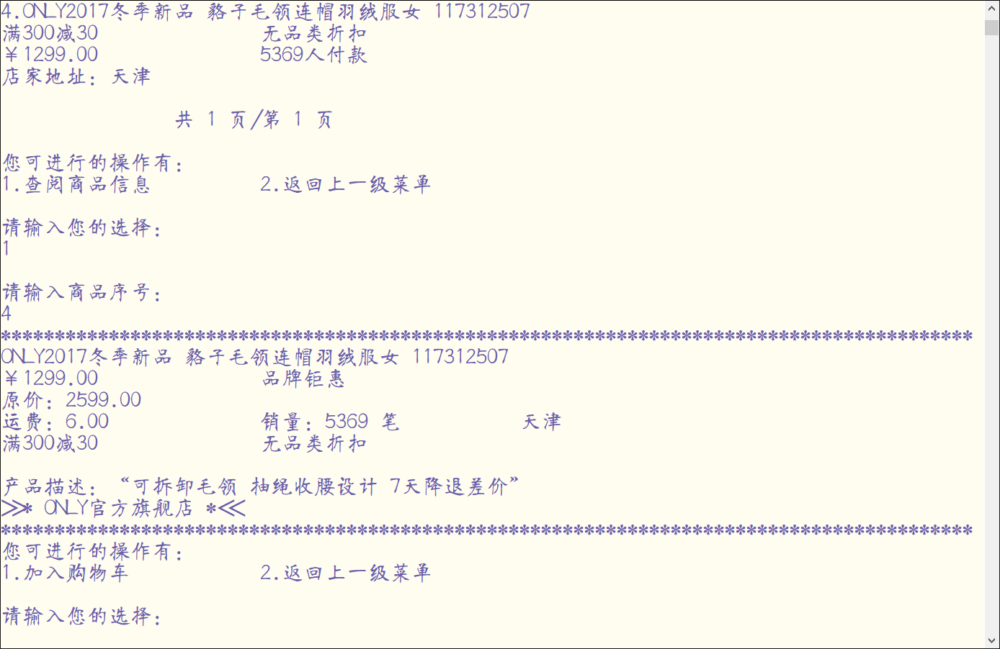 4.ONLY2017冬季新品 貉子毛领连帽羽绒服女 117312507
满300减30 无品类折扣
￥1299.00 5369人付款
店家地址：天津
共 1 页/第 1 页
您可进行的操作有：
1.查阅商品信息 2.返回上一级菜单
请输入您的选择：
1
请输入商品序号：
4
******************************************************************************************
ONLY2017冬季新品 貉子毛领连帽羽绒服女 117312507
￥1299.00 品牌钜惠
原价：2599.00
运费：6.00 销量：5369 笔 天津
满300减30 无品类折扣
产品描述：“可拆卸毛领 抽绳收腰设计 7天降退差价”
>>* ONLY官方旗舰店 *<<
******************************************************************************************
您可进行的操作有：
1.加入购物车 2.返回上一级菜单
请输入您的选择：